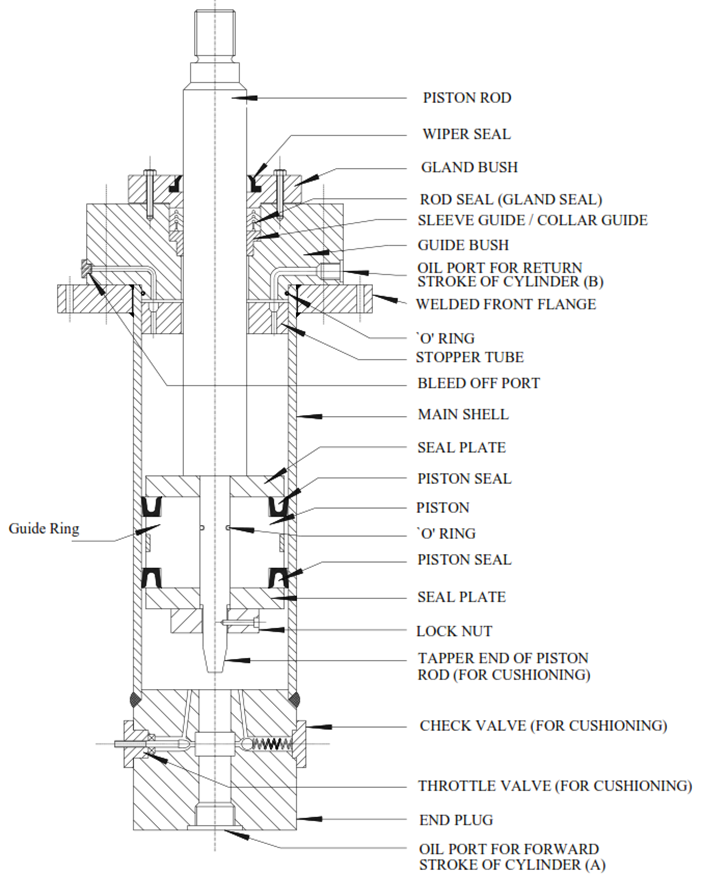 PISTON ROD
WIPER SEAL
GLAND BUSH
ROD SEAL (GLAND SEAL)
SLEEVE GUIDE / COLLAR GUIDE
GUIDE BUSH
OIL PORT FOR RETURN
STROKE OF CYLINDER (B)
WELDED FRONT FLANGE
`O' RING
STOPPER TUBE
BLEED OFF PORT
MAIN SHELL
SEAL PLATE
PISTON SEAL
PISTON
Guide Ring
`O' RING
PISTON SEAL
SEAL PLATE
LOCK NUT
TAPPER END OF PISTON
ROD (FOR CUSHIONING)
CHECK VALVE (FOR CUSHIONING)
THROTTLE VALVE (FOR CUSHIONING)
END PLUG
OIL PORT FOR FORWARD
STROKE OF CYLINDER (A)